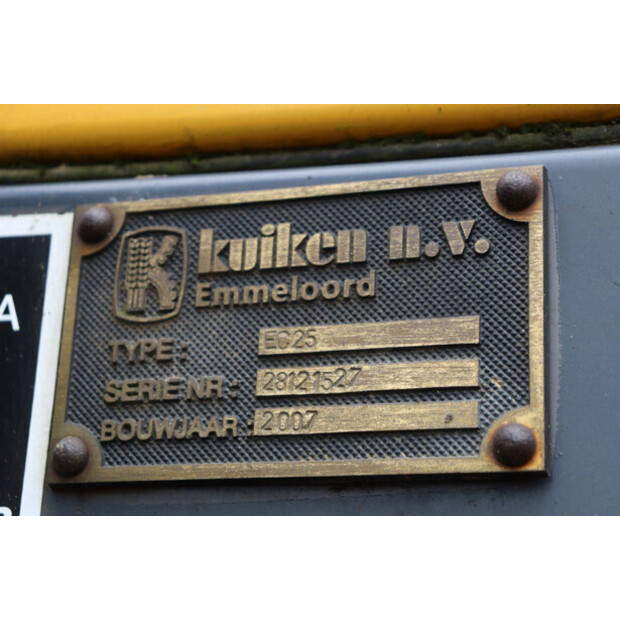 kuiken n.v.
Emmeloord
TYPE: EC25
SERIE NR.: 28121527
BOUWJAAR: 2007
A